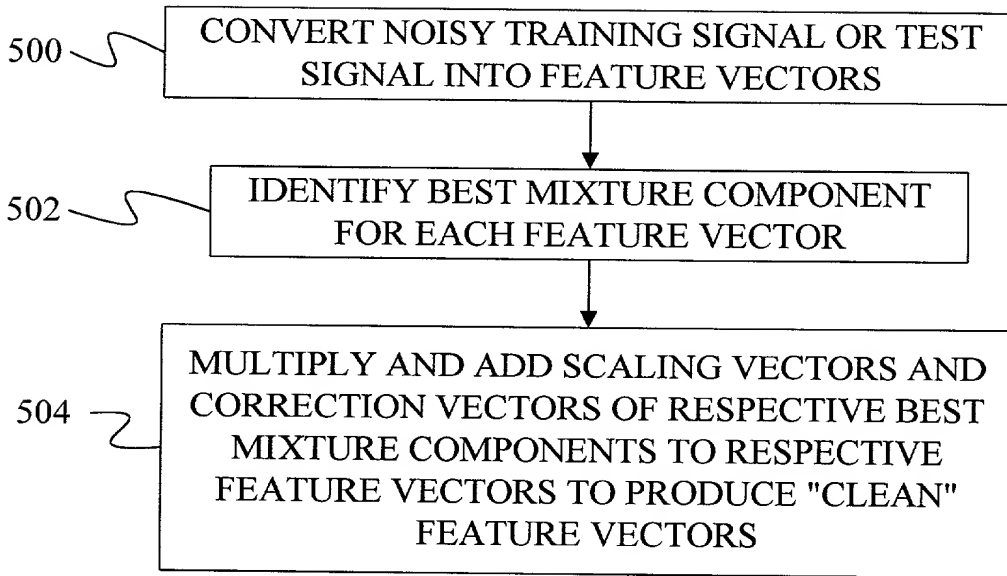 500
CONVERT NOISY TRAINING SIGNAL OR TEST
SIGNAL INTO FEATURE VECTORS
502
IDENTIFY BEST MIXTURE COMPONENT
FOR EACH FEATURE VECTOR
504
MULTIPLY AND ADD SCALING VECTORS AND
CORRECTION VECTORS OF RESPECTIVE BEST
MIXTURE COMPONENTS TO RESPECTIVE
FEATURE VECTORS TO PRODUCE "CLEAN"
FEATURE VECTORS